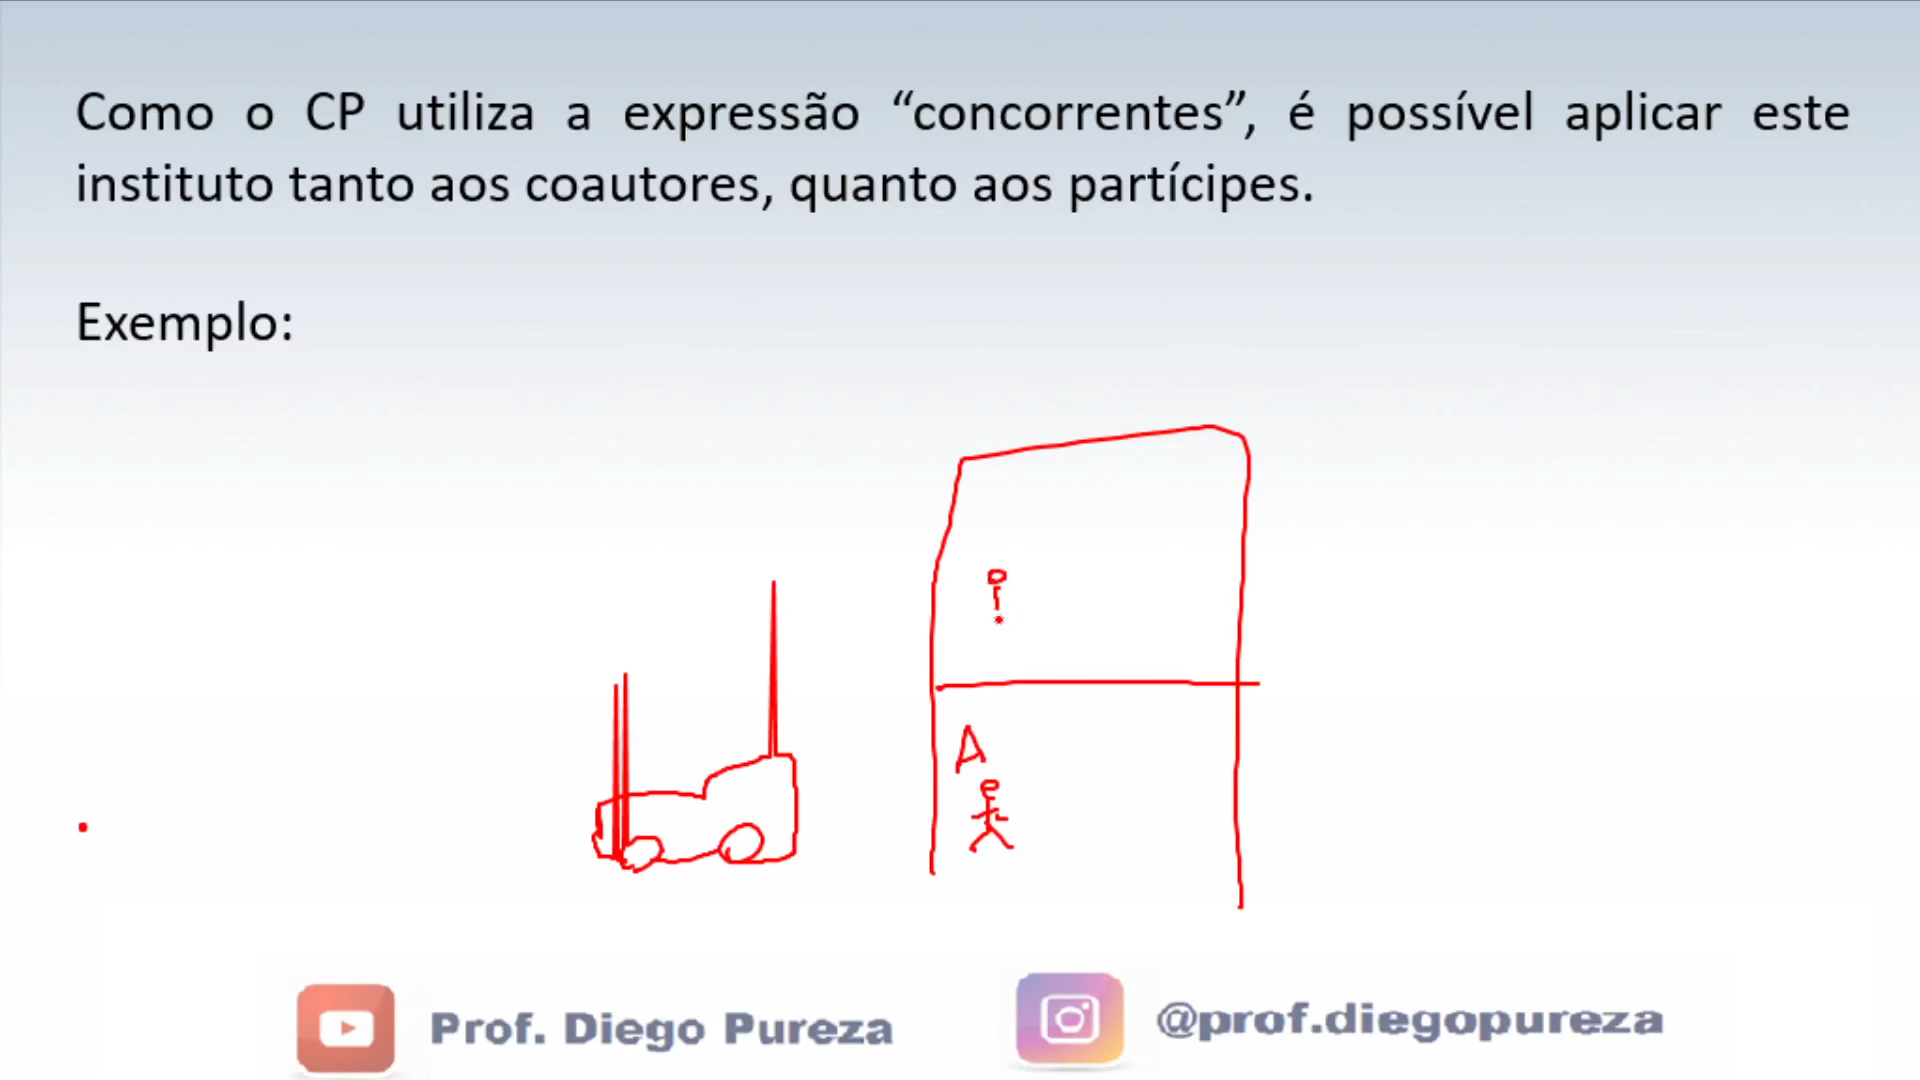 Como o CP utiliza a expressão “concorrentes”, é possível aplicar este
instituto tanto aos coautores, quanto aos partícipes.
Exemplo:
A
Prof. Diego Pureza
@prof.diegopureza